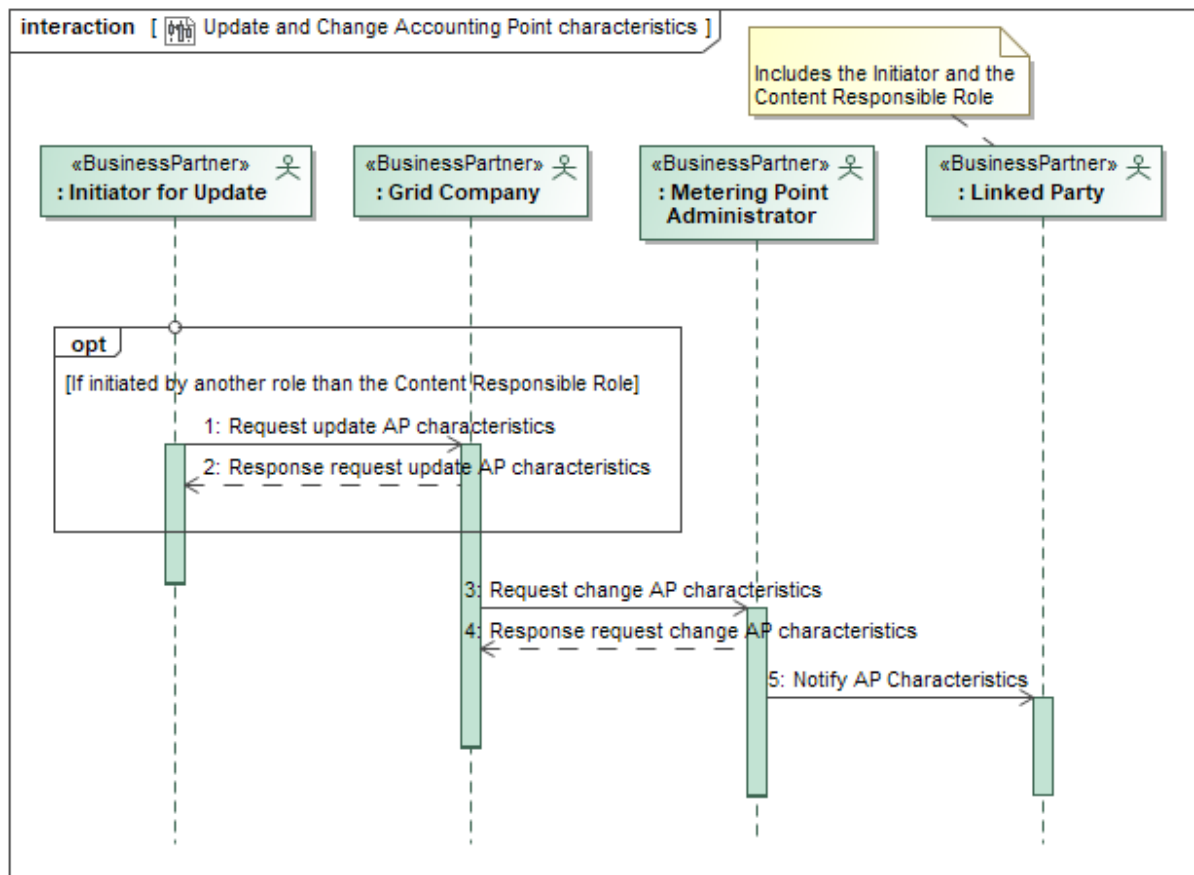 interaction [ Update and Change Accounting Point characteristics ]
Includes the Initiator and the
Content Responsible Role
«BusinessPartner»
: Initiator for Update
«BusinessPartner»
: Grid Company
«BusinessPartner»
: Metering Point
Administrator
«BusinessPartner»
: Linked Party
opt
[If initiated by another role than the Content Responsible Role]
1: Request update AP characteristics
2: Response request update AP characteristics
3: Request change AP characteristics
4: Response request change AP characteristics
5: Notify AP Characteristics